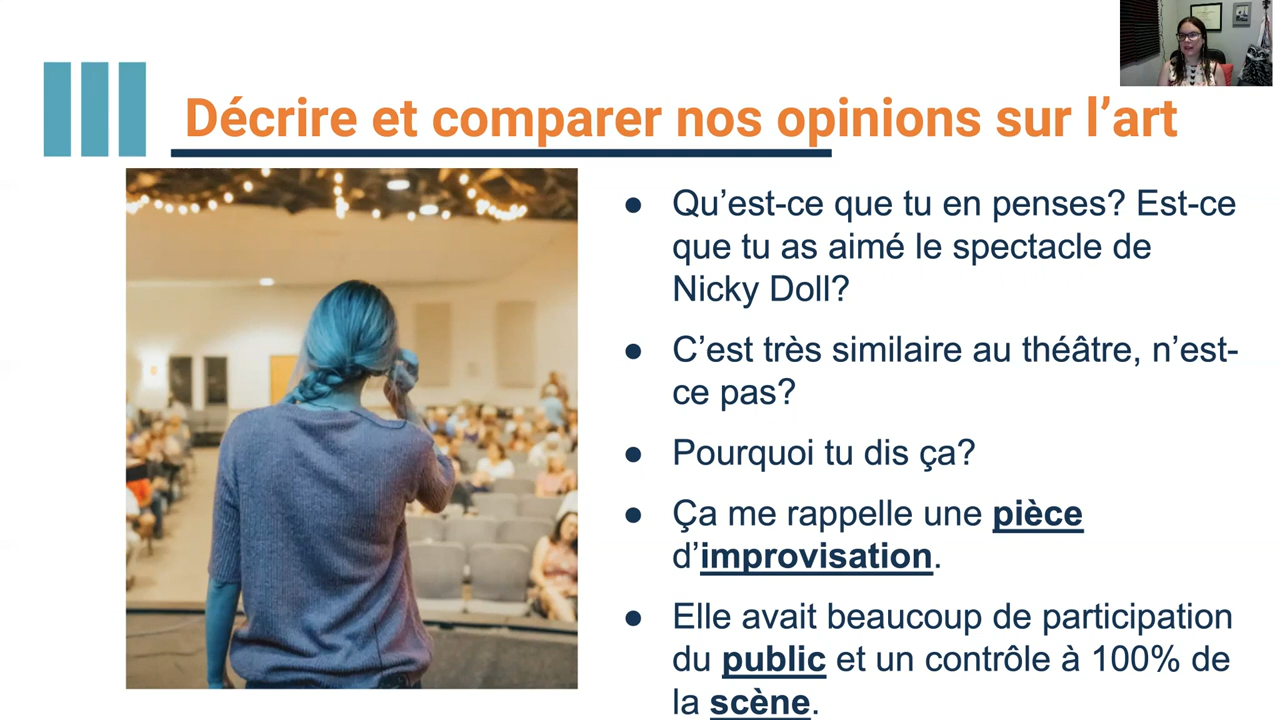 Décrire et comparer nos opinions sur l’art
● Qu’est-ce que tu en penses? Est-ce
que tu as aimé le spectacle de
Nicky Doll?
● C’est très similaire au théâtre, n’est-
ce pas?
● Pourquoi tu dis ça?
● Ça me rappelle une pièce
d’improvisation.
● Elle avait beaucoup de participation
du public et un contrôle à 100% de
la scène.